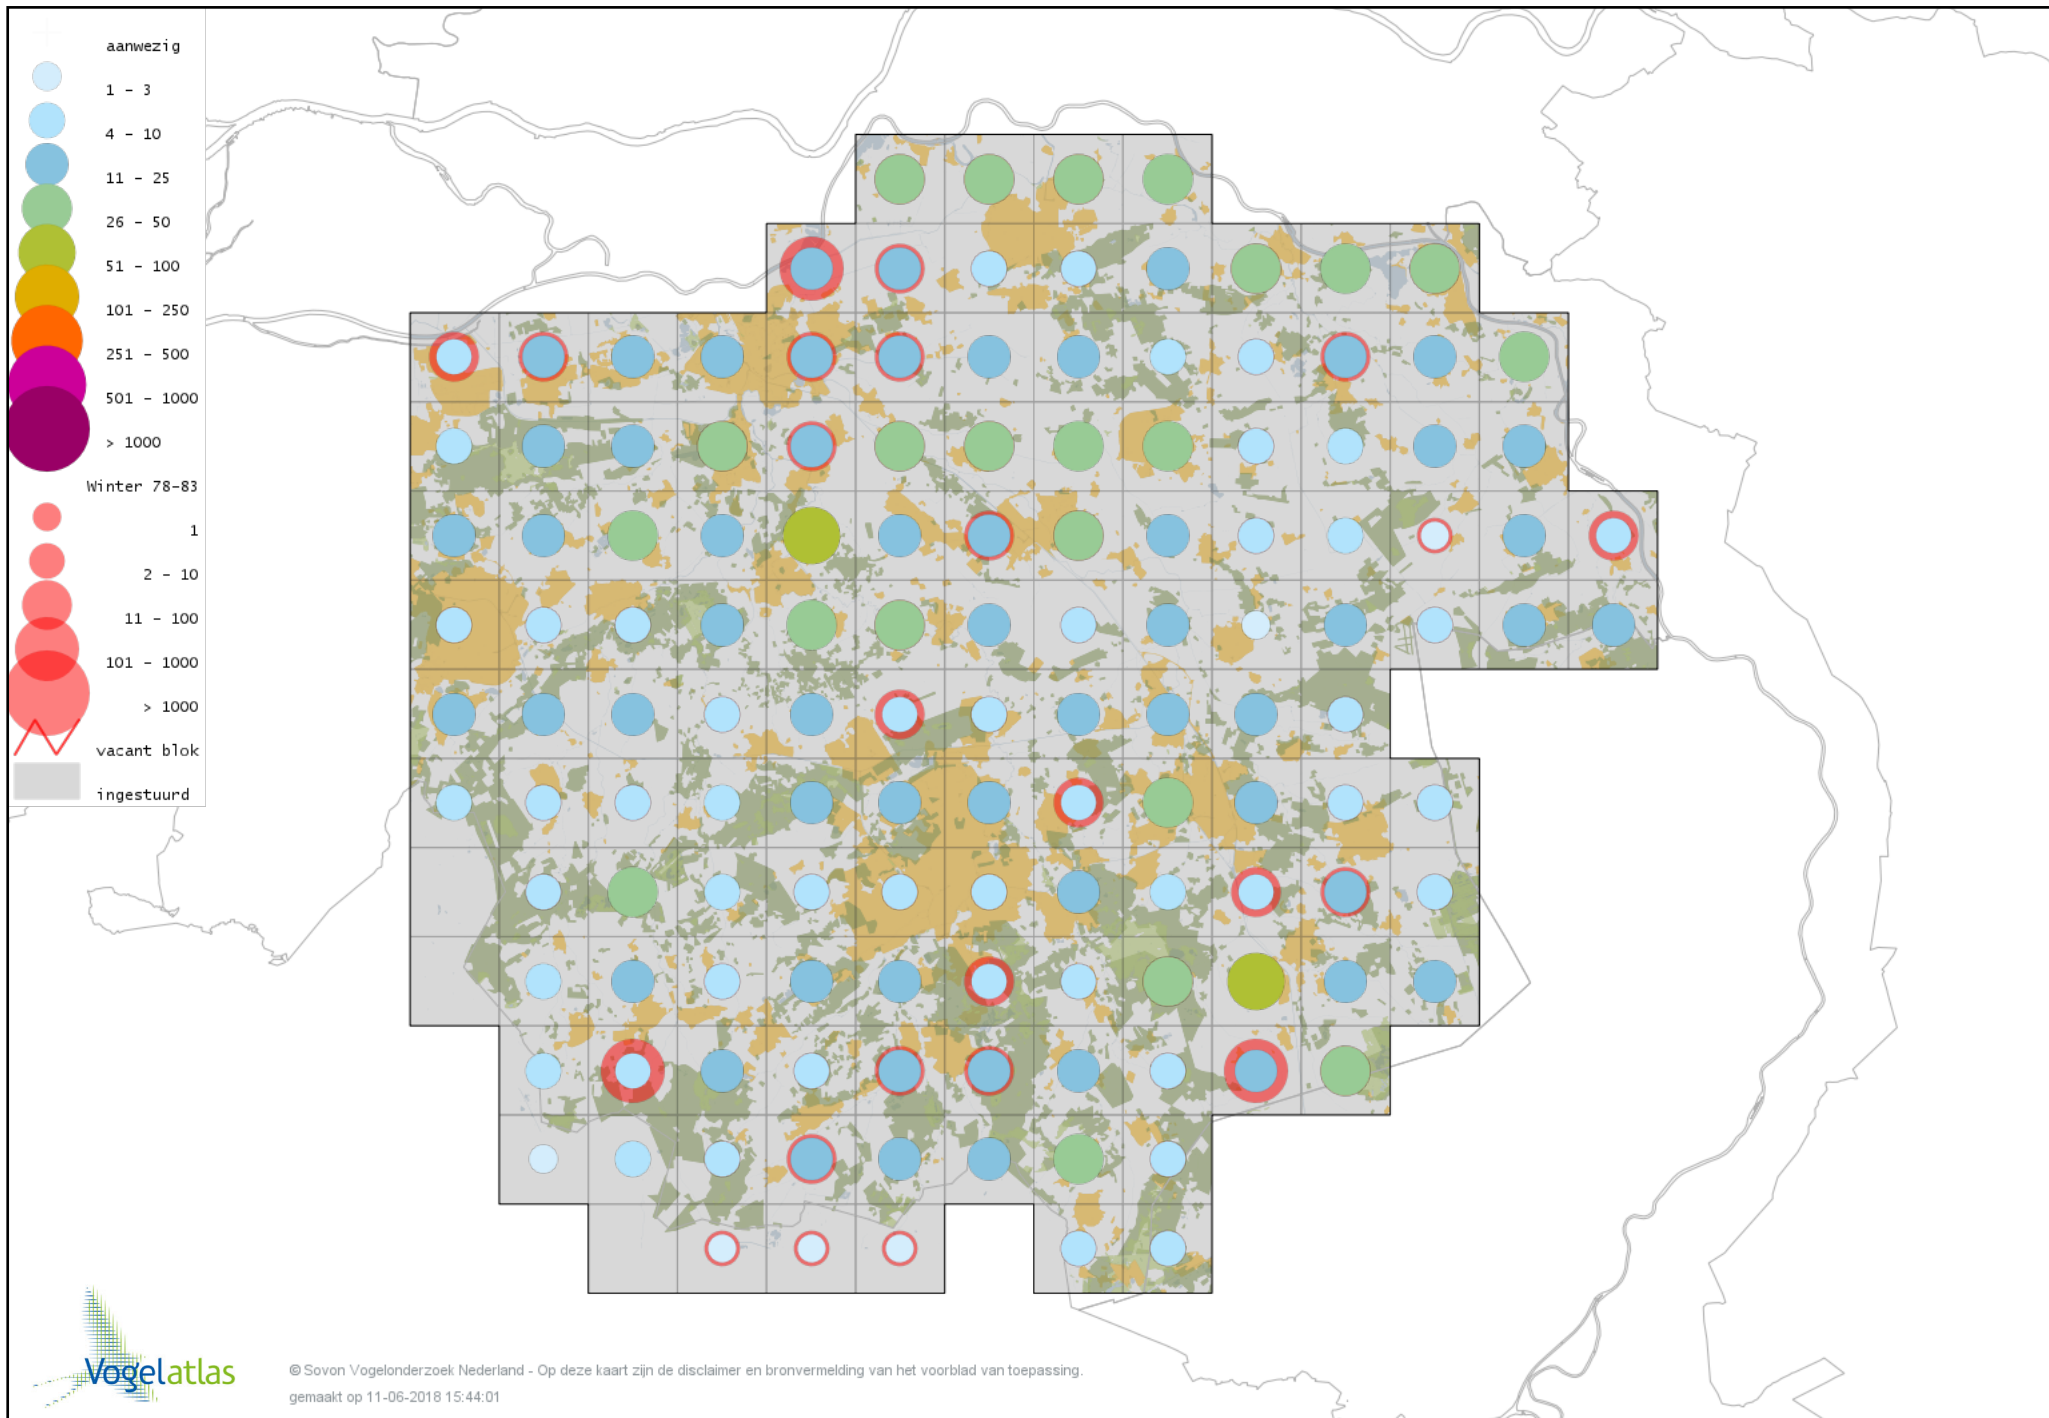 aanwezig
1 - 3
4 - 10
11 - 25
26 - 50
51 - 100
101 - 250
251 - 500
501 - 1000
> 1000
Winter 78-83
1
2 - 10
11 - 100
101 - 1000
> 1000
vacant blok
ingestuurd
Vogelatlas
© Sovon Vogelonderzoek Nederland - Op deze kaart zijn de disclaimer en bronvermelding van het voorblad van toepassing.
gemaakt op 11-06-2018 15:44:01